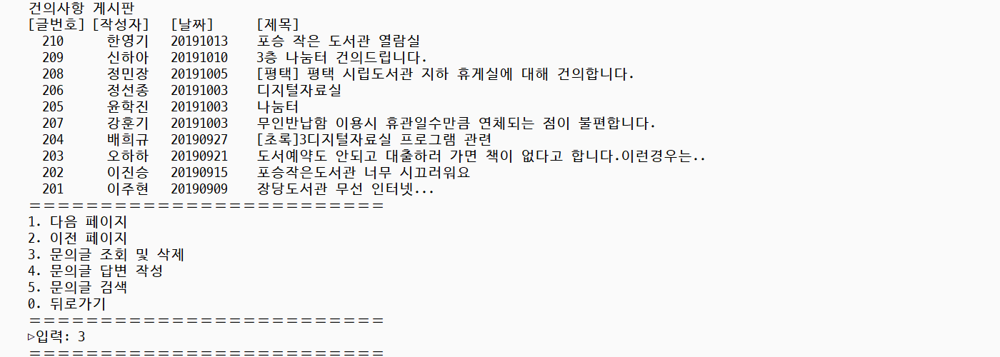 건의사항 게시판
[글번호] [작성자] [날짜] [제목]
210 한영기 20191013 포승 작은 도서관 열람실
209 신하아 20191010 3층 나눔터 건의드립니다.
208 정민장 20191005 [평택] 평택 시립도서관 지하 휴게실에 대해 건의합니다.
206 정선종 20191003 디지털자료실
205 윤학진 20191003 나눔터
207 강훈기 20191003 무인반납함 이용시 휴관일수만큼 연체되는 점이 불편합니다.
204 배희규 20190927 [초록]3디지털자료실 프로그램 관련
203 오하하 20190921 도서예약도 안되고 대출하러 가면 책이 없다고 합니다.이런경우는..
202 이진승 20190915 포승작은도서관 너무 시끄러워요
201 이주현 20190909 장당도서관 무선 인터넷...
=========================
1. 다음 페이지
2. 이전 페이지
3. 문의글 조회 및 삭제
4. 문의글 답변 작성
5. 문의글 검색
0. 뒤로가기
=========================
▷입력: 3
=========================